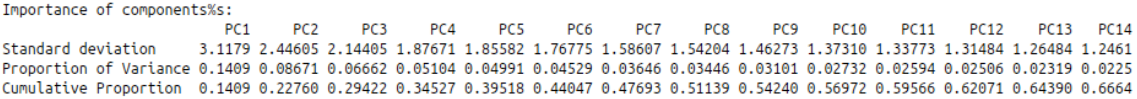 Importance of components%s:
PC1 PC2 PC3 PC4 PC5 PC6 PC7 PC8 PC9 PC10 PC11 PC12 PC13 PC14
Standard deviation 3.1179 2.44605 2.14405 1.87671 1.85582 1.76775 1.58607 1.54204 1.46273 1.37310 1.33773 1.31484 1.26484 1.2461
Proportion of Variance 0.1409 0.08671 0.06662 0.05104 0.04991 0.04529 0.03646 0.03446 0.03101 0.02732 0.02594 0.02506 0.02319 0.0225
Cumulative Proportion 0.1409 0.22760 0.29422 0.34527 0.39518 0.44047 0.47693 0.51139 0.54240 0.56972 0.59566 0.62071 0.64390 0.6664